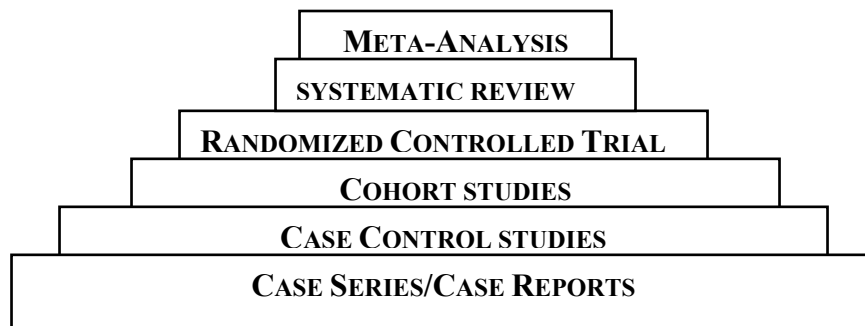 META-ANALYSIS
SYSTEMATIC REVIEW
RANDOMIZED CONTROLLED TRIAL
COHORT STUDIES
CASE CONTROL STUDIES
CASE SERIES/CASE REPORTS